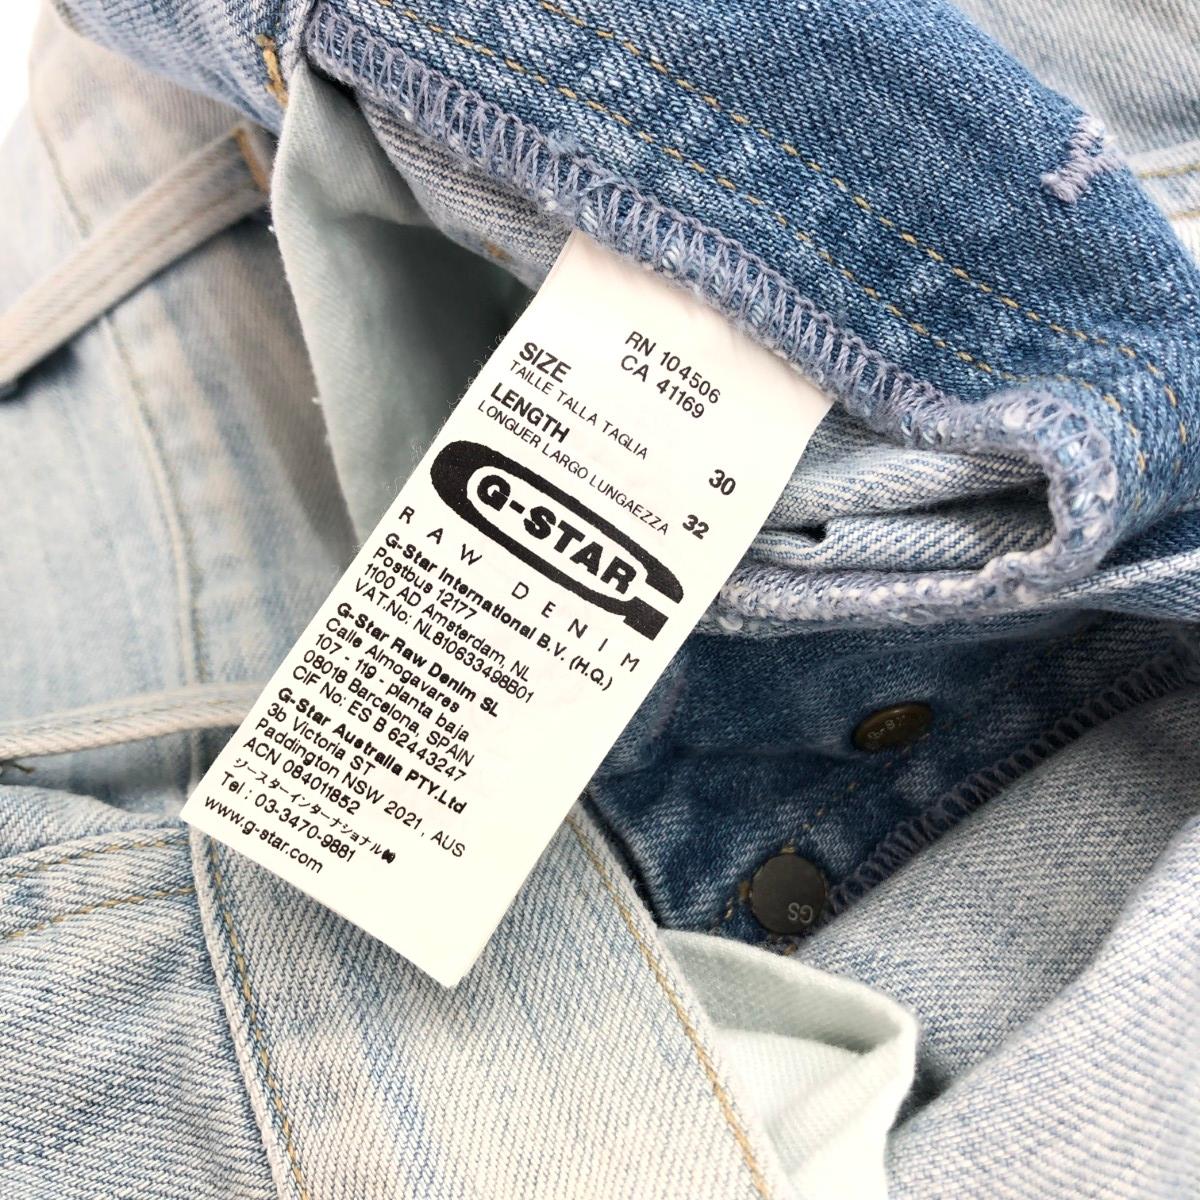 RN 104506
CA 41169
SIZE 30
TAILLE TALLA TAGLIA
LENGTH 32
LONGUER LARGO LUNGAEZZA
G-STAR
RAW DENIM
G-Star International B.V. (H.Q.)
Postbus 12177
1100 AD Amsterdam, NL
VAT.No: NL810633498B01
G-Star Raw Denim SL
Calle Almogavares
107 - 119 - planta baja
08018 Barcelona, SPAIN
CIF No: ES B 62443247
G-Star Australia PTY.Ltd
3b Victoria ST
Paddington NSW 2021, AUS
ACN 084011852
ジースターインターナショナル㈱
Tel : 03-3470-9881
www.g-star.com
GS